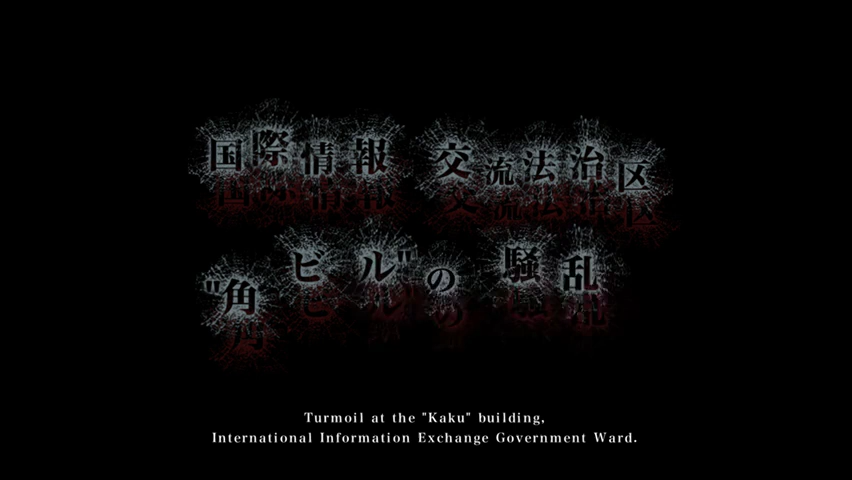 国際情報 交流法治区
"角ビル"の騒乱
Turmoil at the "Kaku" building,
International Information Exchange Government Ward.